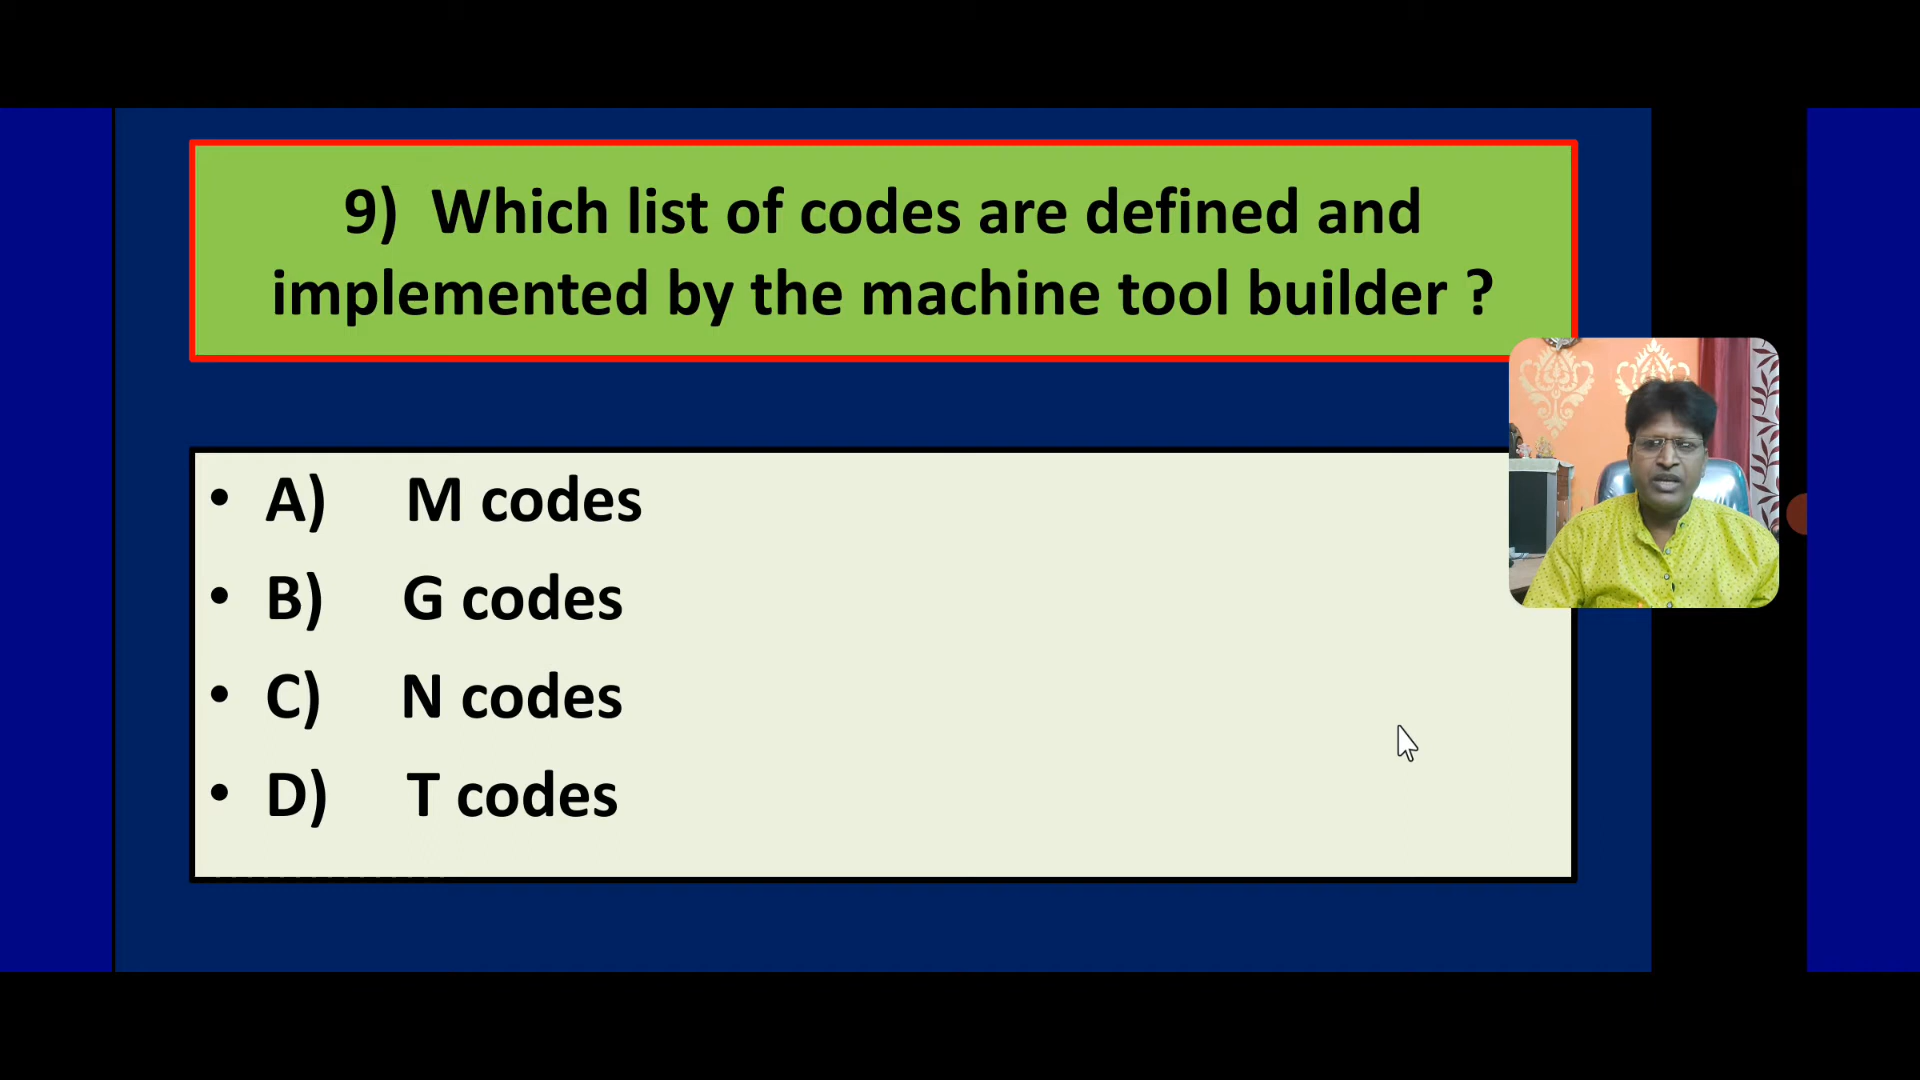 9) Which list of codes are defined and
implemented by the machine tool builder ?
• A) M codes
• B) G codes
• C) N codes
• D) T codes